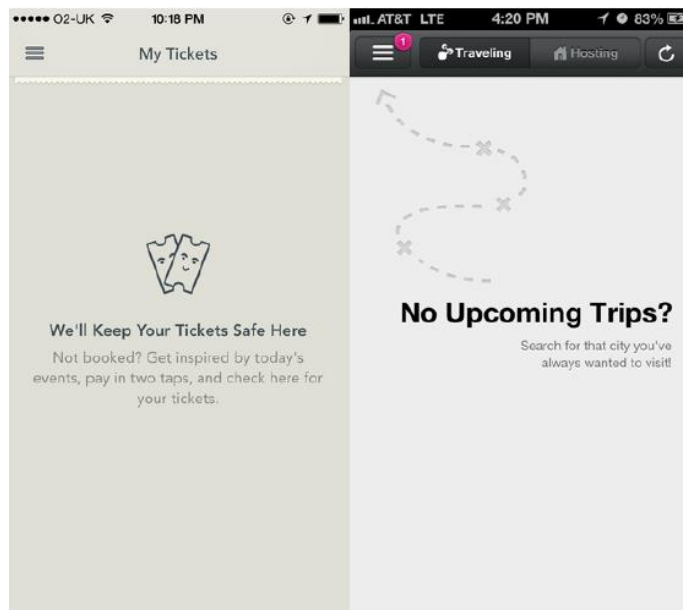 O2-UK 10:18 PM
My Tickets
We'll Keep Your Tickets Safe Here
Not booked? Get inspired by today's
events, pay in two taps, and check here for
your tickets.
AT&T LTE 4:20 PM 83%
1
Traveling Hosting
No Upcoming Trips?
Search for that city you've
always wanted to visit!